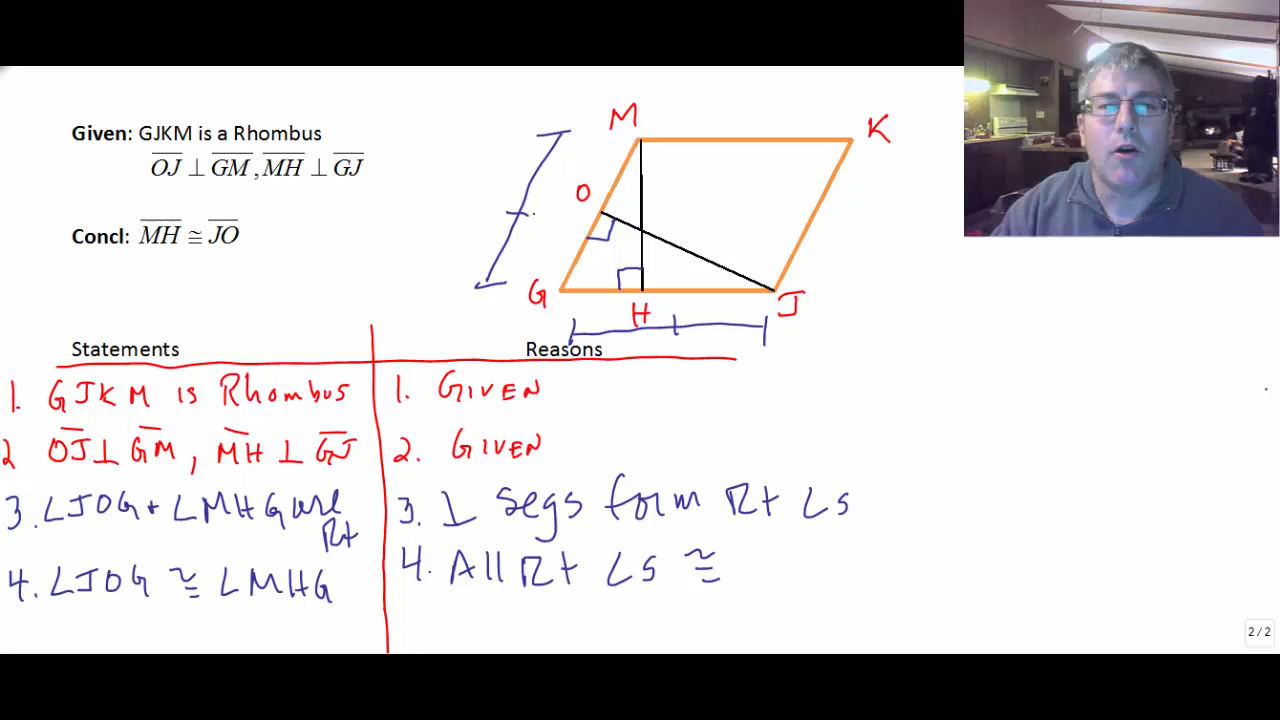 Given: GJKM is a Rhombus
OJ ⊥ GM, MH ⊥ GJ
Concl: MH ≅ JO
M
K
O
G
H
J
Statements
Reasons
1. GJKM is Rhombus
1. GIVEN
2 OJ ⊥ GM, MH ⊥ GJ
2. GIVEN
3. ∠JOG + ∠MHG are
Rt
3. ⊥ segs form Rt ∠s
4. ∠JOG ≅ ∠MHG
4. All Rt ∠s ≅
2 / 2